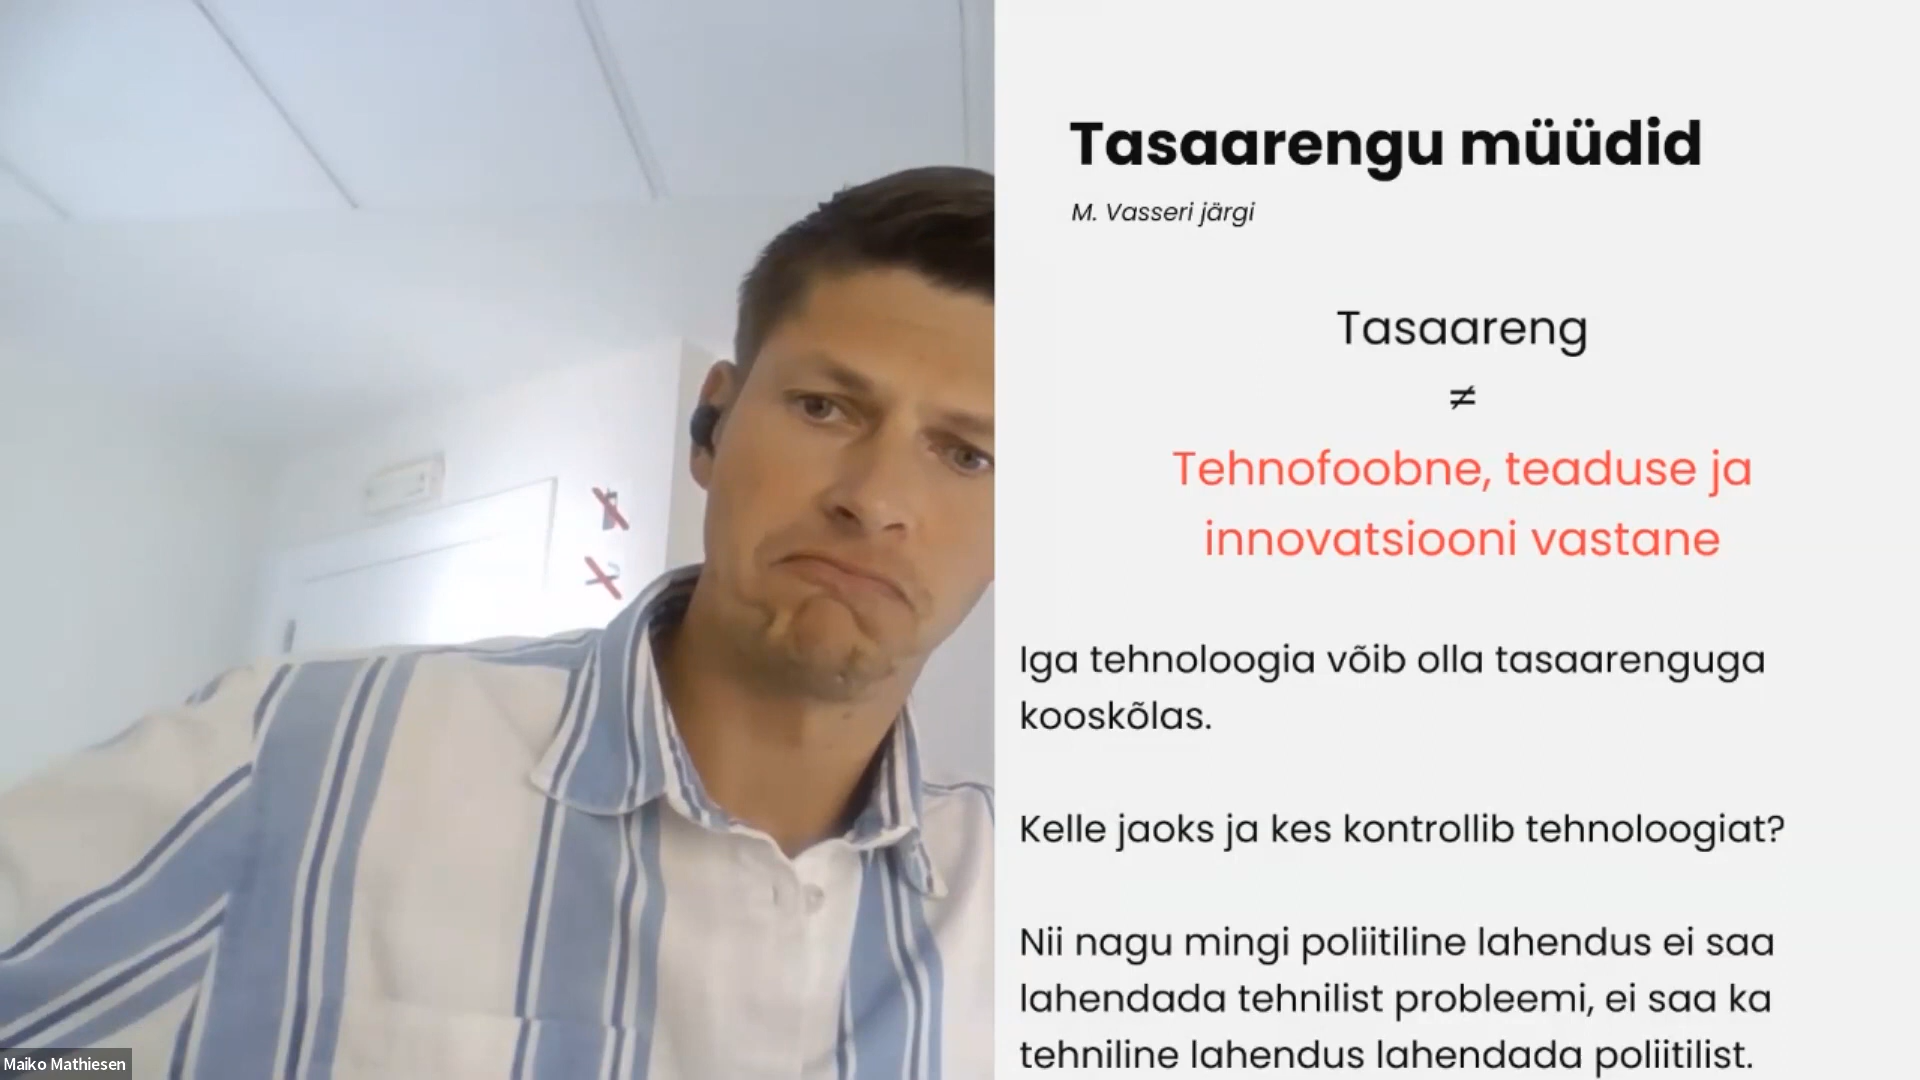 Tasaarengu müüdid
M. Vasseri järgi
Tasaareng
≠
Tehnofoobne, teaduse ja
innovatsiooni vastane
Iga tehnoloogia võib olla tasaarenguga
kooskõlas.
Kelle jaoks ja kes kontrollib tehnoloogiat?
Nii nagu mingi poliitiline lahendus ei saa
lahendada tehnilist probleemi, ei saa ka
tehniline lahendus lahendada poliitilist.
Maiko Mathiesen